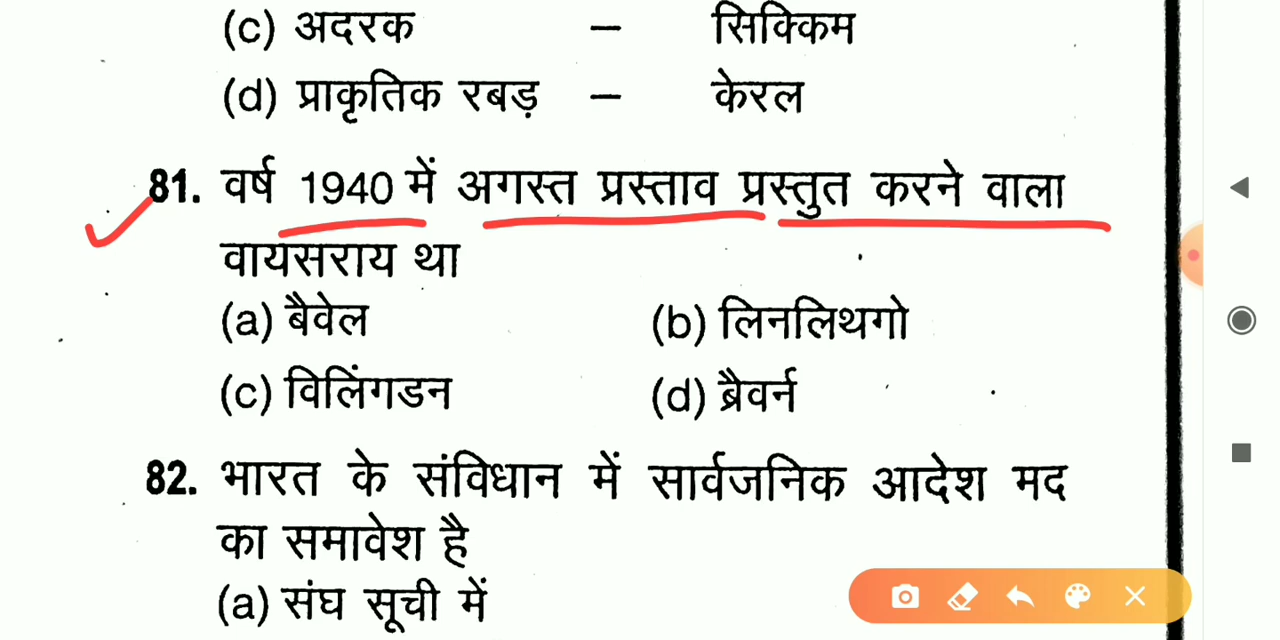 (c) अदरक – सिक्किम
(d) प्राकृतिक रबड़ – केरल
81. वर्ष 1940 में अगस्त प्रस्ताव प्रस्तुत करने वाला
वायसराय था
(a) बैवेल (b) लिनलिथगो
(c) विलिंगडन (d) ब्रैवर्न
82. भारत के संविधान में सार्वजनिक आदेश मद
का समावेश है
(a) संघ सूची में